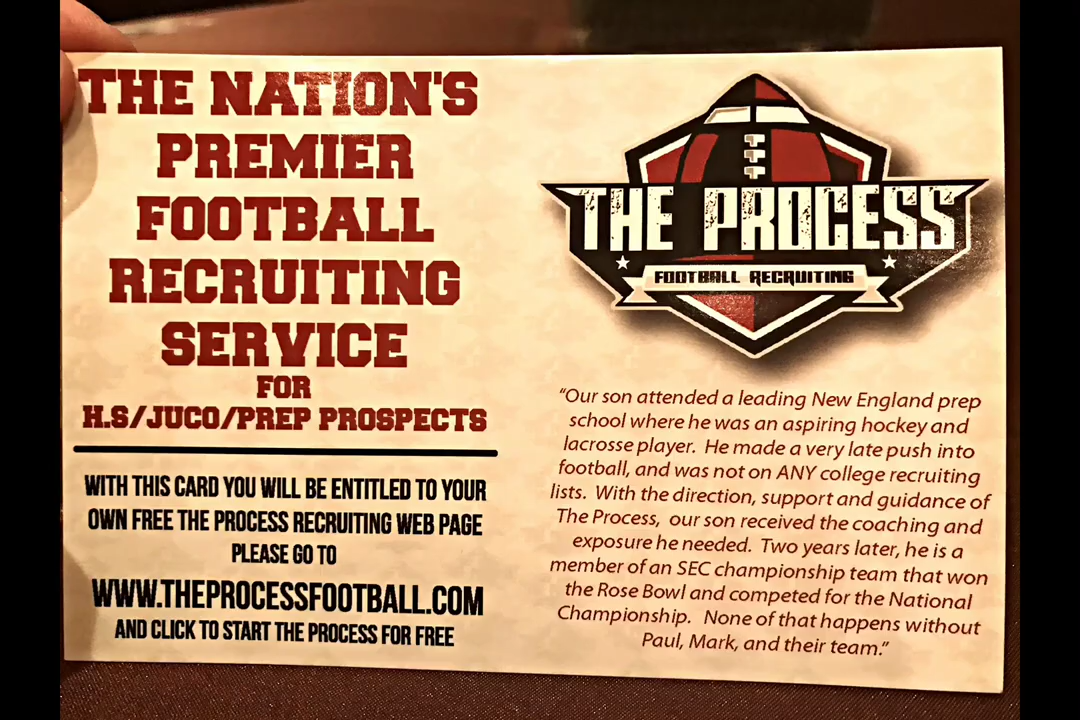 THE NATION'S
PREMIER
FOOTBALL
RECRUITING
SERVICE
FOR
H.S/JUCO/PREP PROSPECTS
WITH THIS CARD YOU WILL BE ENTITLED TO YOUR
OWN FREE THE PROCESS RECRUITING WEB PAGE
PLEASE GO TO
WWW.THEPROCESSFOOTBALL.COM
AND CLICK TO START THE PROCESS FOR FREE
THE PROCESS
FOOTBALL RECRUITING
"Our son attended a leading New England prep
school where he was an aspiring hockey and
lacrosse player. He made a very late push into
football, and was not on ANY college recruiting
lists. With the direction, support and guidance of
The Process, our son received the coaching and
exposure he needed. Two years later, he is a
member of an SEC championship team that won
the Rose Bowl and competed for the National
Championship. None of that happens without
Paul, Mark, and their team."